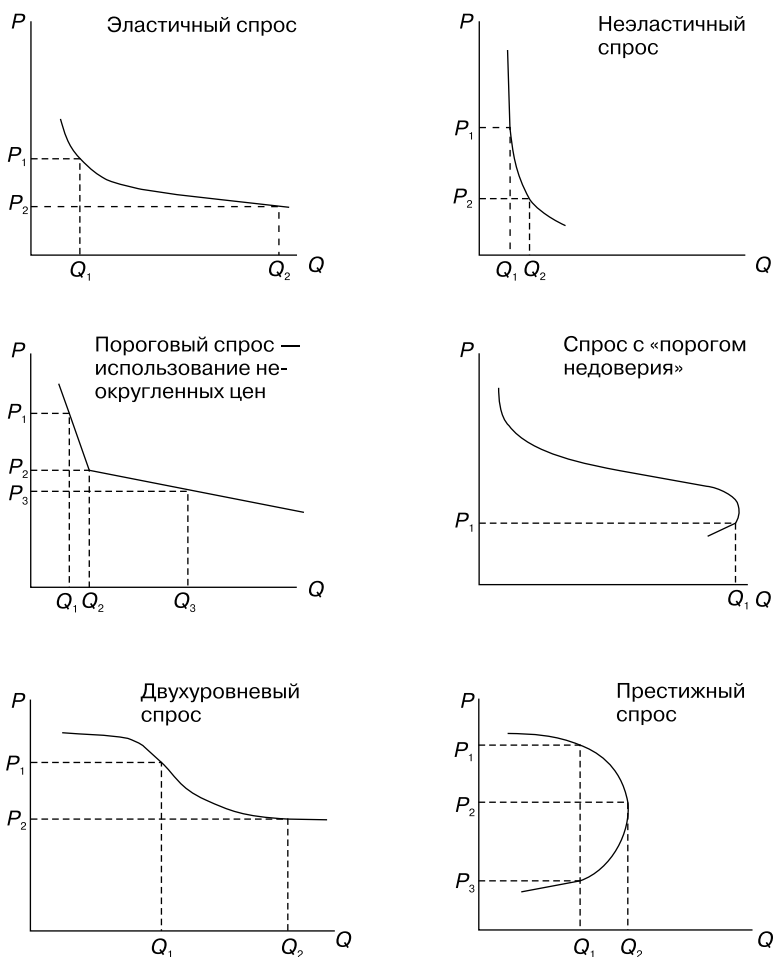 P
Эластичный спрос
P₁
P₂
Q₁
Q₂
Q
P
Неэластичный
спрос
P₁
P₂
Q₁ Q₂
Q
P
Пороговый спрос —
использование не-
округленных цен
P₁
P₂
P₃
Q₁ Q₂
Q₃
Q
P
Спрос с «порогом
недоверия»
P₁
Q₁ Q
P
Двухуровневый
спрос
P₁
P₂
Q₁
Q₂
Q
P
Престижный
спрос
P₁
P₂
P₃
Q₁
Q₂
Q